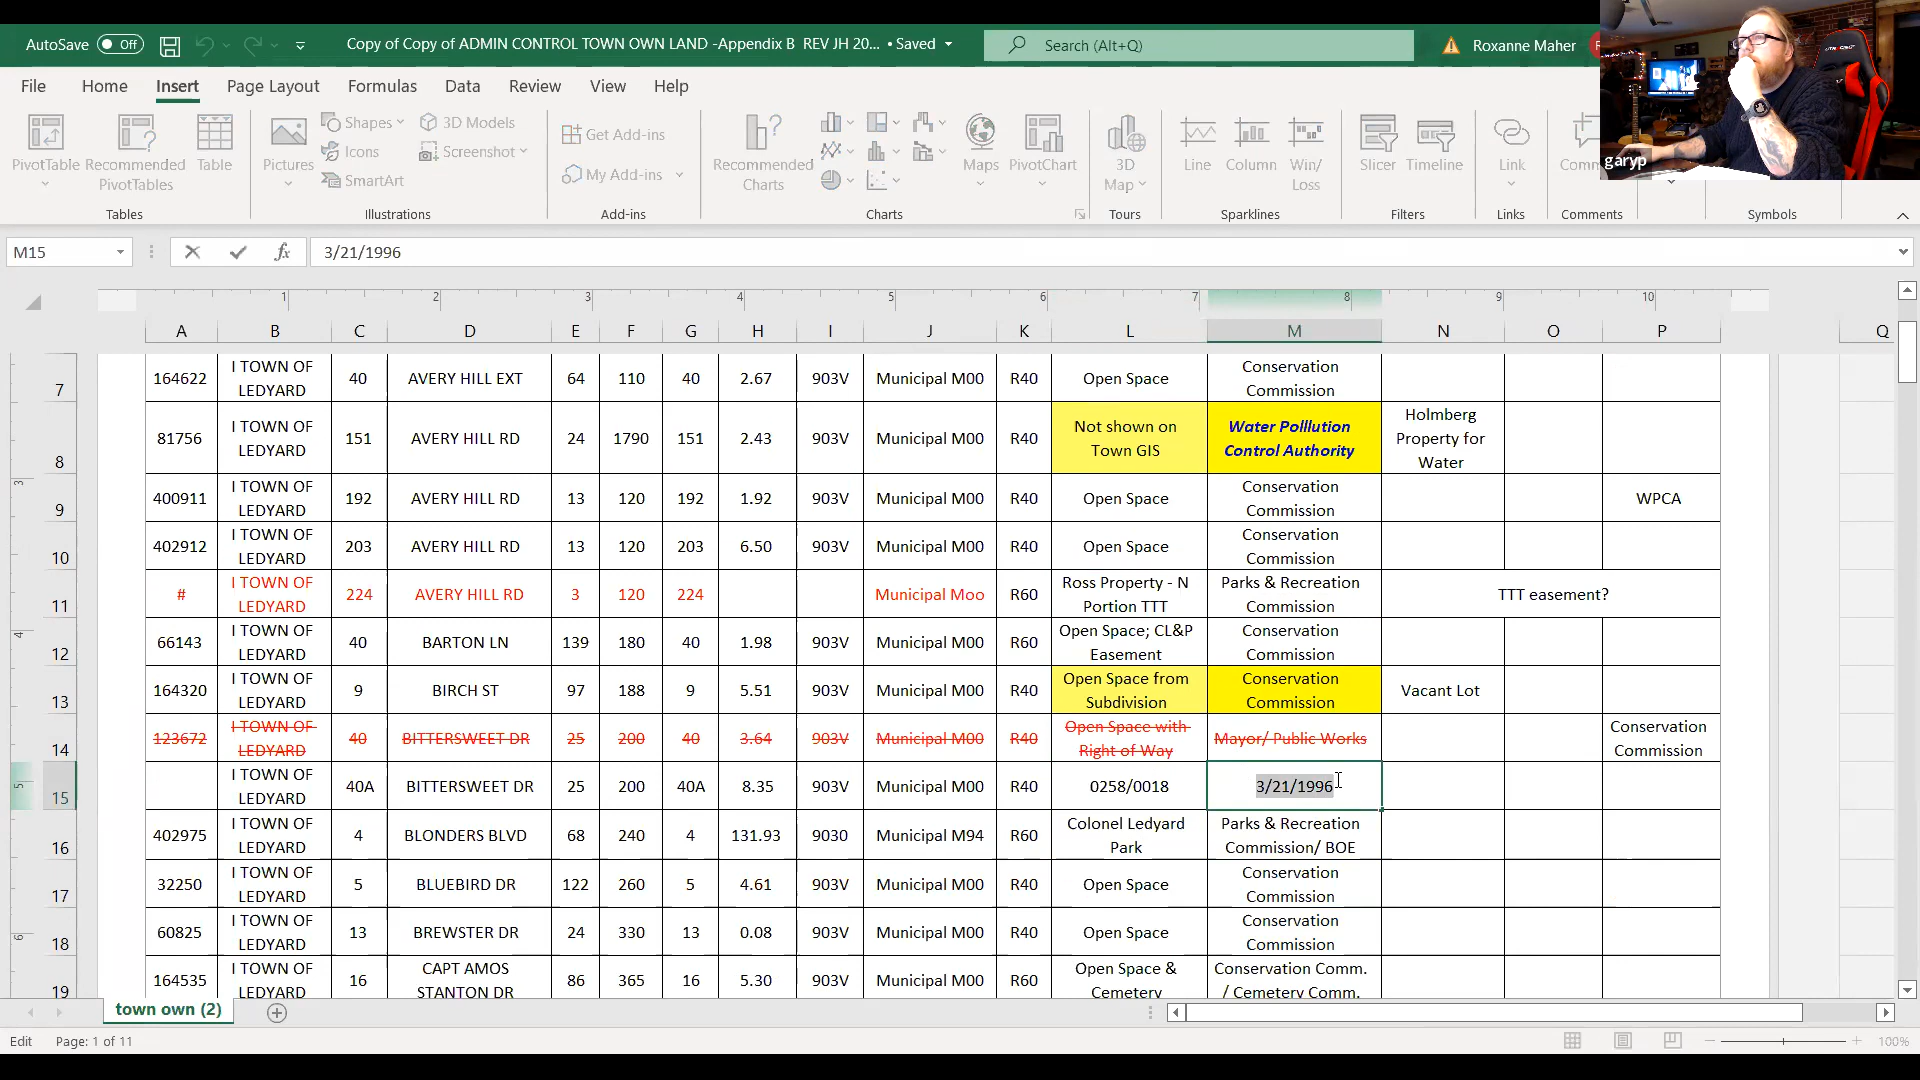 AutoSave Off Copy of Copy of ADMIN CONTROL TOWN OWN LAND -Appendix B REV JH 20... • Saved Search (Alt+Q) Roxanne Maher
File Home Insert Page Layout Formulas Data Review View Help
PivotTable Recommended PivotTables Table
Pictures Shapes Icons SmartArt 3D Models Screenshot
Get Add-ins My Add-ins
Recommended Charts Maps PivotChart 3D Map
Line Column Win/Loss Slicer Timeline Link
garyp
Tables Illustrations Add-ins Charts Tours Sparklines Filters Links Comments Symbols
M15 fx 3/21/1996
1 2 3 4 5 6 7 8 9 10
A B C D E F G H I J K L M N O P Q
7 164622 I TOWN OF LEDYARD 40 AVERY HILL EXT 64 110 40 2.67 903V Municipal M00 R40 Open Space Conservation Commission
8 81756 I TOWN OF LEDYARD 151 AVERY HILL RD 24 1790 151 2.43 903V Municipal M00 R40 Not shown on Town GIS Water Polllution Control Authority Holmberg Property for Water
9 400911 I TOWN OF LEDYARD 192 AVERY HILL RD 13 120 192 1.92 903V Municipal M00 R40 Open Space Conservation Commission WPCA
10 402912 I TOWN OF LEDYARD 203 AVERY HILL RD 13 120 203 6.50 903V Municipal M00 R40 Open Space Conservation Commission
11 # I TOWN OF LEDYARD 224 AVERY HILL RD 3 120 224 Municipal Moo R60 Ross Property - N Portion TTT Parks & Recreation Commission TTT easement?
12 66143 I TOWN OF LEDYARD 40 BARTON LN 139 180 40 1.98 903V Municipal M00 R60 Open Space; CL&P Easement Conservation Commission
13 164320 I TOWN OF LEDYARD 9 BIRCH ST 97 188 9 5.51 903V Municipal M00 R40 Open Space from Subdivision Conservation Commission Vacant Lot
14 123672 I TOWN OF LEDYARD 40 BITTERSWEET DR 25 200 40 3.64 903V Municipal M00 R40 Open Space with Right of Way Mayor/ Public Works Conservation Commission
15 I TOWN OF LEDYARD 40A BITTERSWEET DR 25 200 40A 8.35 Municipal M00 R40 0258/0018 3/21/1996
16 402975 I TOWN OF LEDYARD 4 BLONDERS BLVD 68 240 4 131.93 9030 Municipal M94 R60 Colonel Ledyard Park Parks & Recreation Commission/ BOE
17 32250 I TOWN OF LEDYARD 5 BLUEBIRD DR 122 260 5 4.61 903V Municipal M00 R40 Open Space Conservation Commission
18 60825 I TOWN OF LEDYARD 13 BREWSTER DR 24 330 13 0.08 903V Municipal M00 R40 Open Space Conservation Commission
19 164535 I TOWN OF LEDYARD 16 CAPT AMOS STANTON DR 86 365 16 5.30 903V Municipal M00 R60 Open Space & Cemetery Conservation Comm. / Cemetery Comm.
town own (2)
Edit Page: 1 of 11 100%